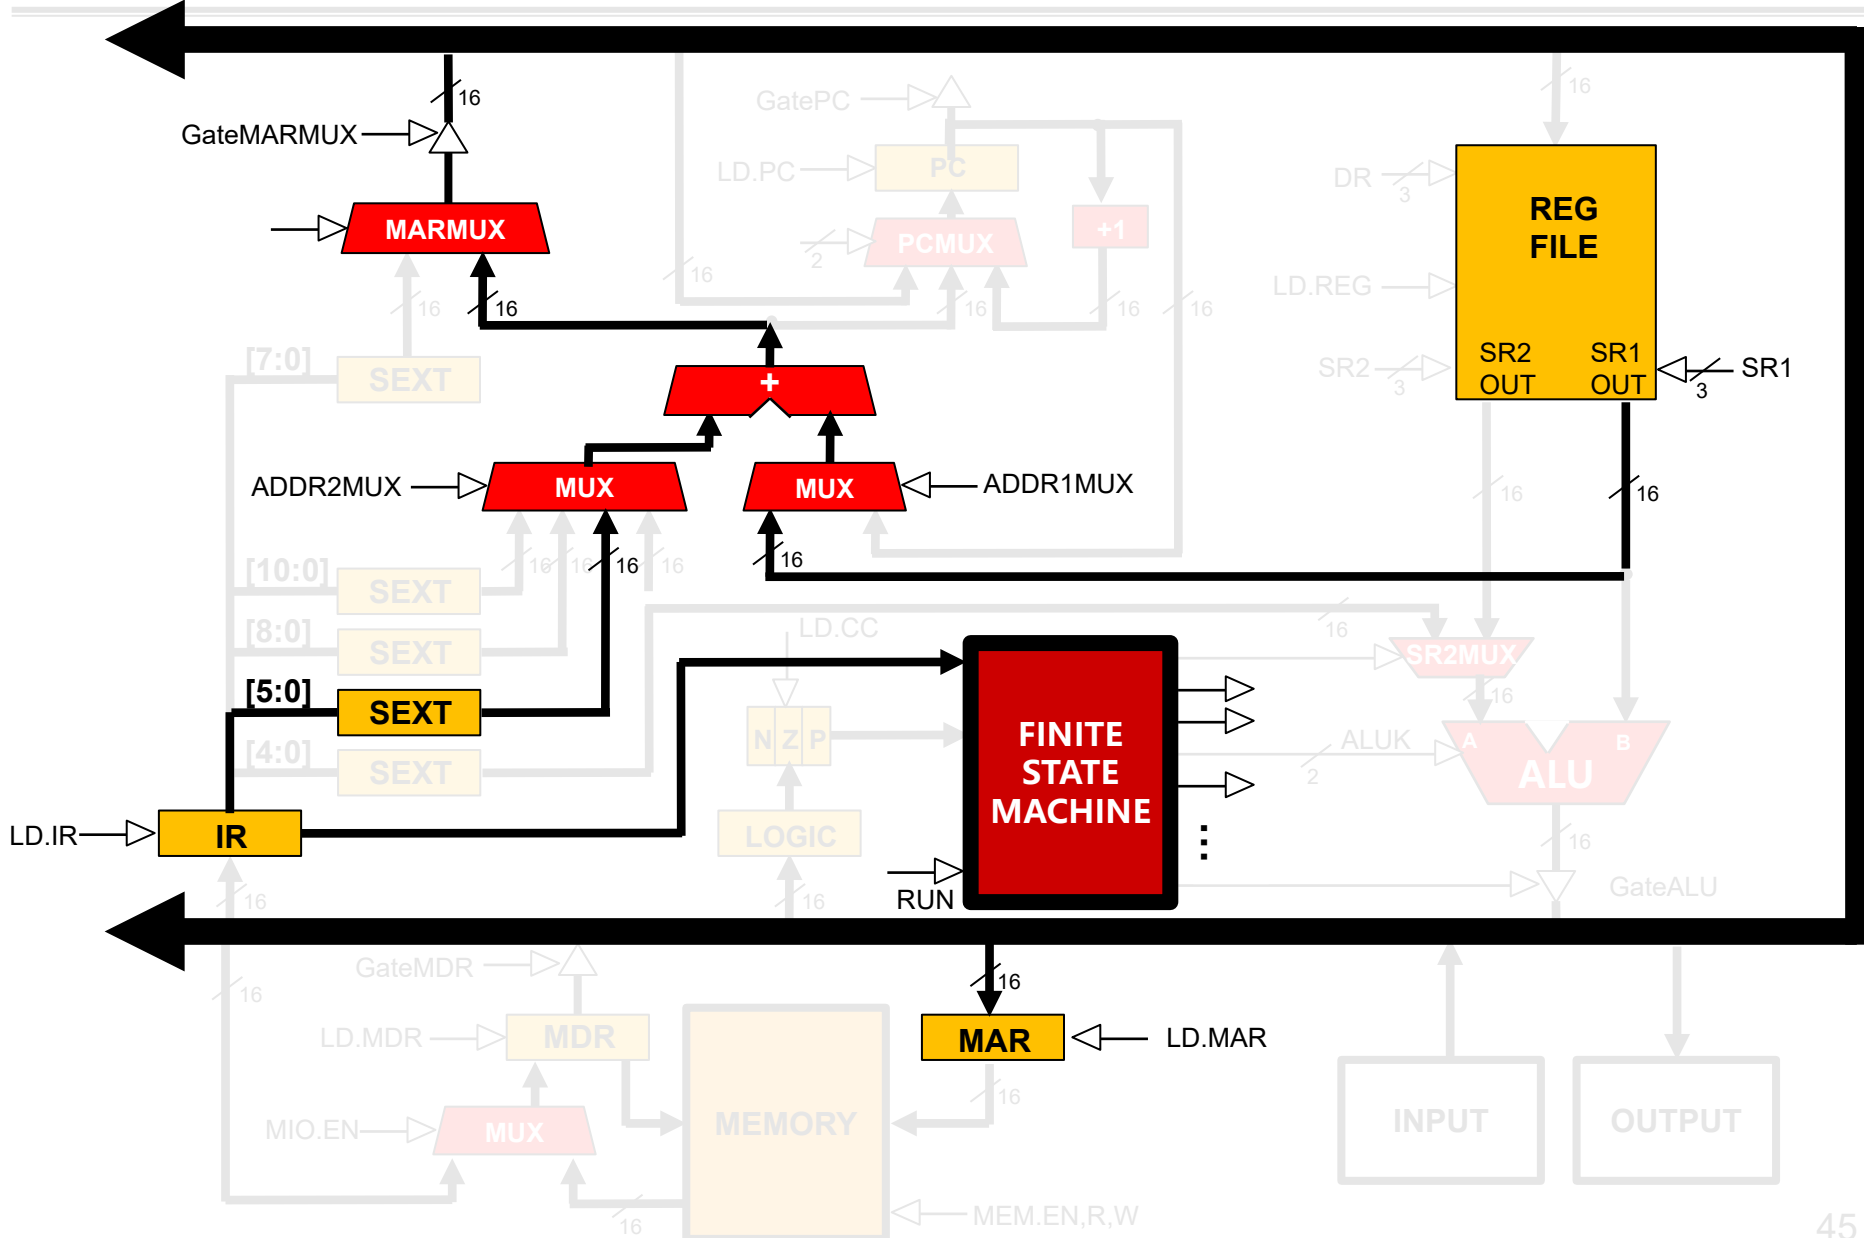 16
GatePC
16
GateMARMUX
LD.PC
PC
DR
3
REG
FILE
MARMUX
2
PCMUX
+1
16
LD.REG
16
16
16
16
16
16
[7:0]
SEXT
SR2
OUT
SR1
OUT
SR2
3
3
SR1
+
ADDR2MUX
MUX
MUX
ADDR1MUX
16
16
16
16
16
16
16
[10:0]
SEXT
[8:0]
SEXT
LD.CC
16
SR2MUX
[5:0]
SEXT
16
N Z P
FINITE
STATE
MACHINE
ALUK
2
A
B
ALU
[4:0]
SEXT
LD.IR
IR
LOGIC
⋮
16
RUN
16
16
GateALU
GateMDR
16
16
LD.MDR
MDR
MAR
LD.MAR
16
MIO.EN
MUX
MEMORY
INPUT
OUTPUT
16
MEM.EN,R,W
45